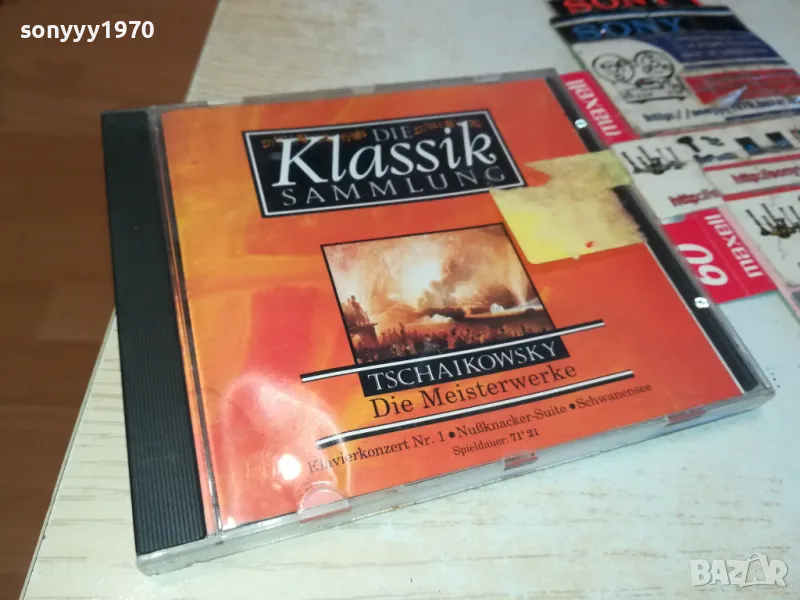 sonyyy1970
DIE
Klassik
SAMMLUNG
TSCHAIKOWSKY
Die Meisterwerke
Klavierkonzert Nr. 1 • Nußknacker-Suite • Schwanensee
Spieldauer: 71'21
SONY
SONY
maxell
maxell
60
BAZAR